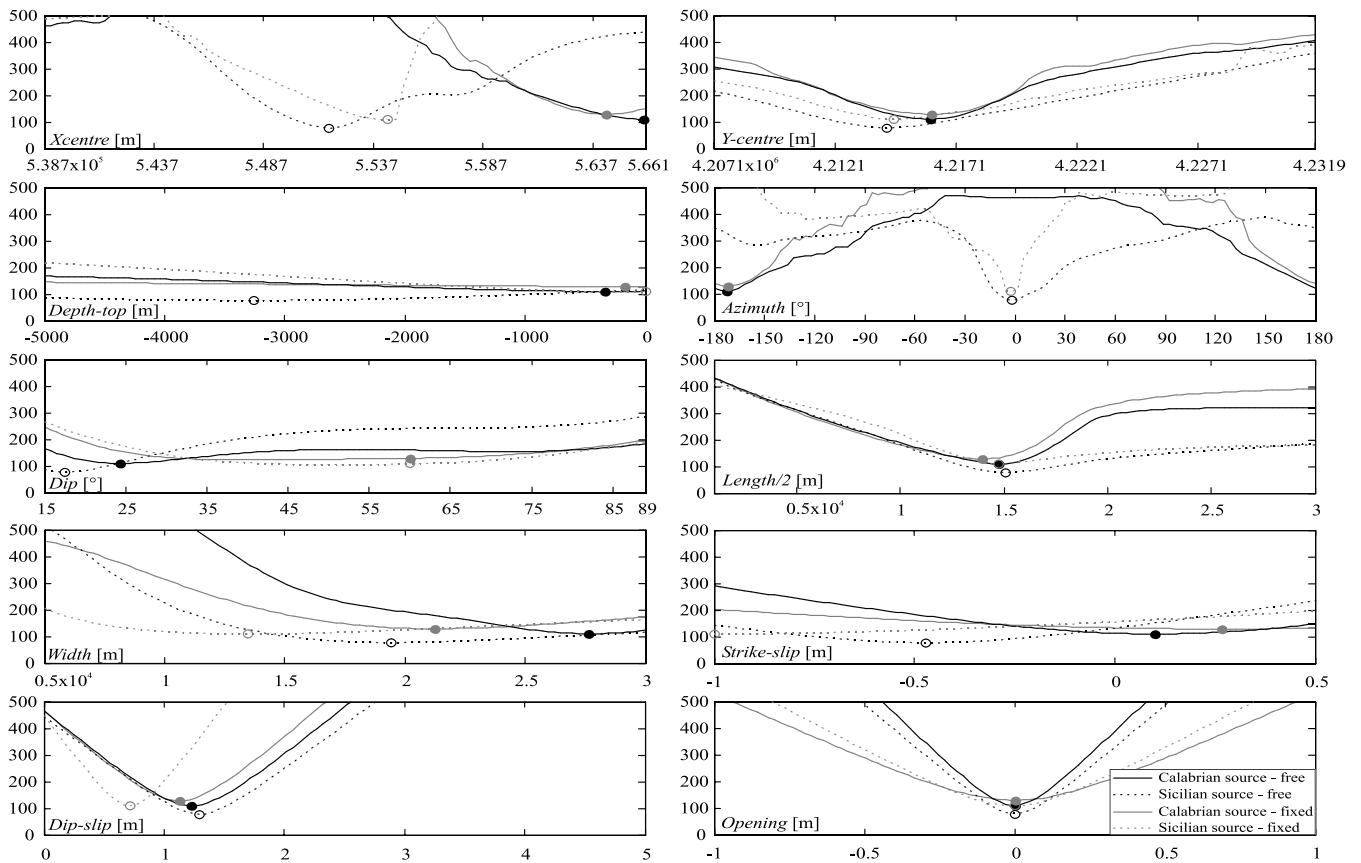 500
400
300
200
100
0
Xcentre [m]
5.387x10⁵ 5.437 5.487 5.537 5.587 5.637 5.661
500
400
300
200
100
0
Y-centre [m]
4.2071x10⁶ 4.2121 4.2171 4.2221 4.2271 4.2319
500
400
300
200
100
0
Depth-top [m]
-5000 -4000 -3000 -2000 -1000 0
500
400
300
200
100
0
Azimuth [°]
-180 -150 -120 -90 -60 -30 0 30 60 90 120 150 180
500
400
300
200
100
0
Dip [°]
15 25 35 45 55 65 75 85 89
500
400
300
200
100
0
Length/2 [m]
0.5x10⁴ 1 1.5 2 2.5 3
500
400
300
200
100
0
Width [m]
0.5x10⁴ 1 1.5 2 2.5 3
500
400
300
200
100
0
Strike-slip [m]
-1 -0.5 0 0.5
500
400
300
200
100
0
Dip-slip [m]
0 1 2 3 4 5
500
400
300
200
100
0
Opening [m]
-1 -0.5 0 0.5 1
Calabrian source - free
Sicilian source - free
Calabrian source - fixed
Sicilian source - fixed